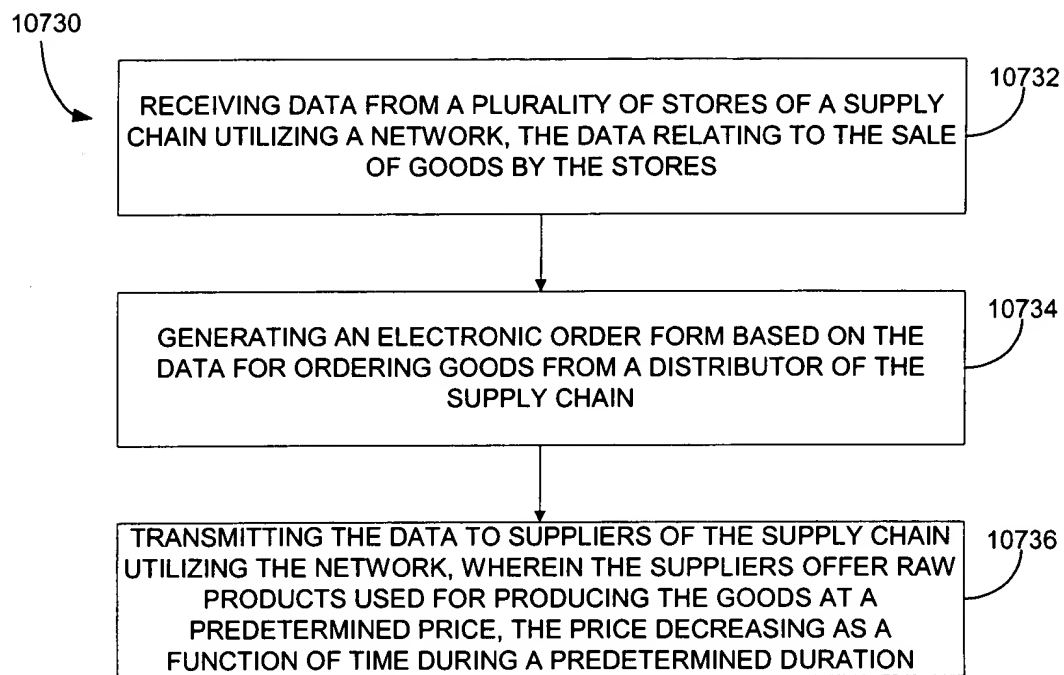 10730
10732
RECEIVING DATA FROM A PLURALITY OF STORES OF A SUPPLY
CHAIN UTILIZING A NETWORK, THE DATA RELATING TO THE SALE
OF GOODS BY THE STORES
10734
GENERATING AN ELECTRONIC ORDER FORM BASED ON THE
DATA FOR ORDERING GOODS FROM A DISTRIBUTOR OF THE
SUPPLY CHAIN
10736
TRANSMITTING THE DATA TO SUPPLIERS OF THE SUPPLY CHAIN
UTILIZING THE NETWORK, WHEREIN THE SUPPLIERS OFFER RAW
PRODUCTS USED FOR PRODUCING THE GOODS AT A
PREDETERMINED PRICE, THE PRICE DECREASING AS A
FUNCTION OF TIME DURING A PREDETERMINED DURATION